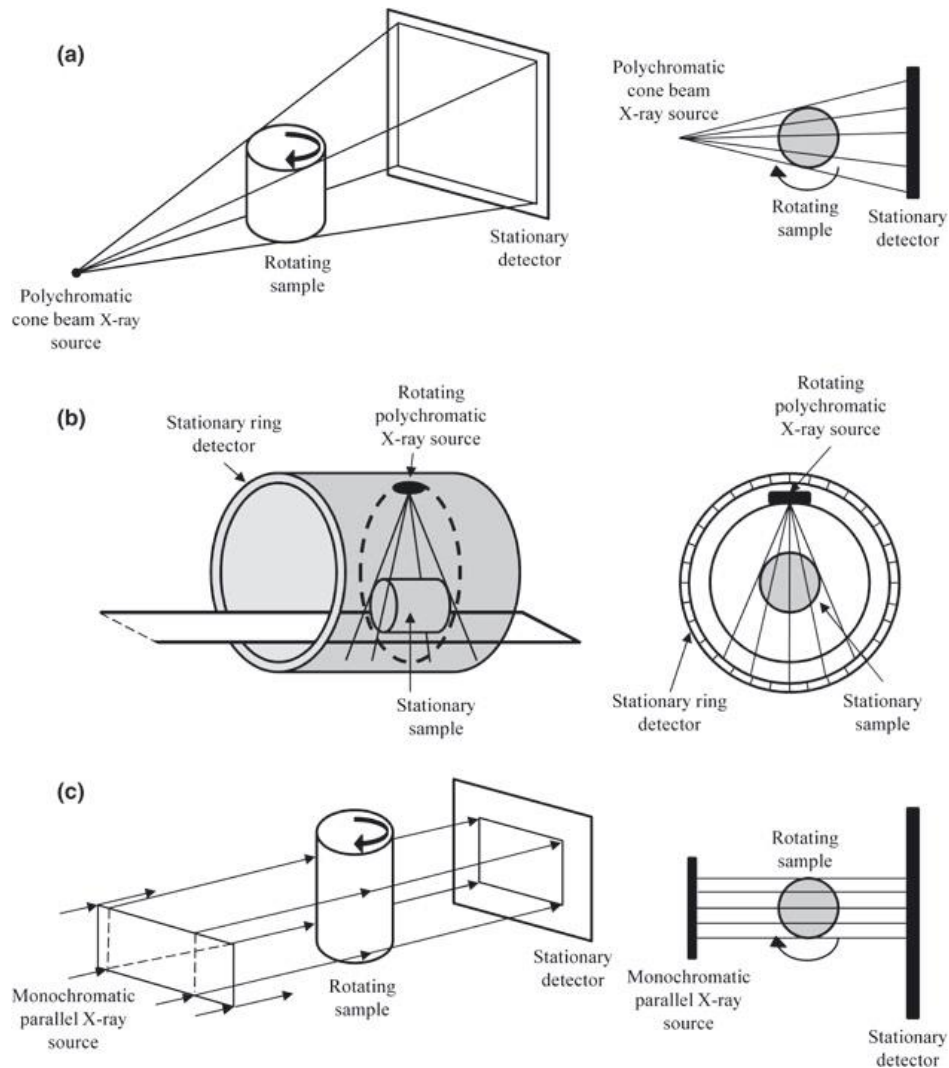 (a)
Polychromatic
cone beam X-ray
source
Rotating
sample
Stationary
detector
Polychromatic
cone beam
X-ray source
Rotating
sample
Stationary
detector
(b)
Stationary ring
detector
Rotating
polychromatic
X-ray source
Stationary
sample
Rotating
polychromatic
X-ray source
Stationary ring
detector
Stationary
sample
(c)
Monochromatic
parallel X-ray
source
Rotating
sample
Stationary
detector
Rotating
sample
Monochromatic
parallel X-ray
source
Stationary
detector